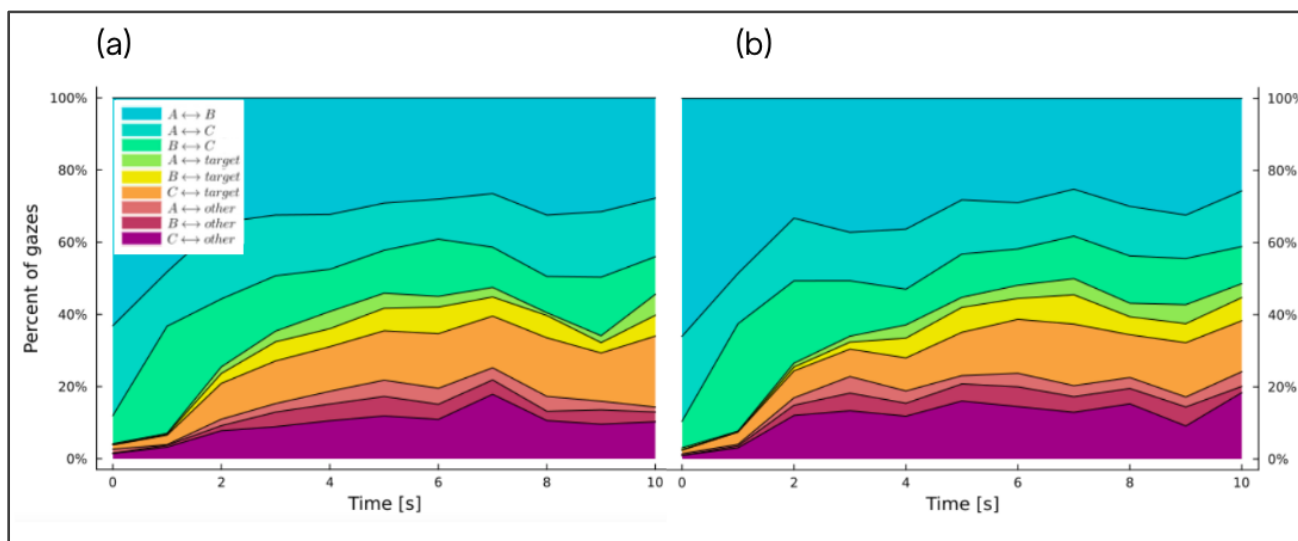 (a)
(b)
100%
80%
60%
40%
20%
0%
Percent of gazes
A ⟷ B
A ⟷ C
B ⟷ C
A ⟷ target
B ⟷ target
C ⟷ target
A ⟷ other
B ⟷ other
C ⟷ other
0 2 4 6 8 10
Time [s]
0 2 4 6 8 10
Time [s]
100%
80%
60%
40%
20%
0%